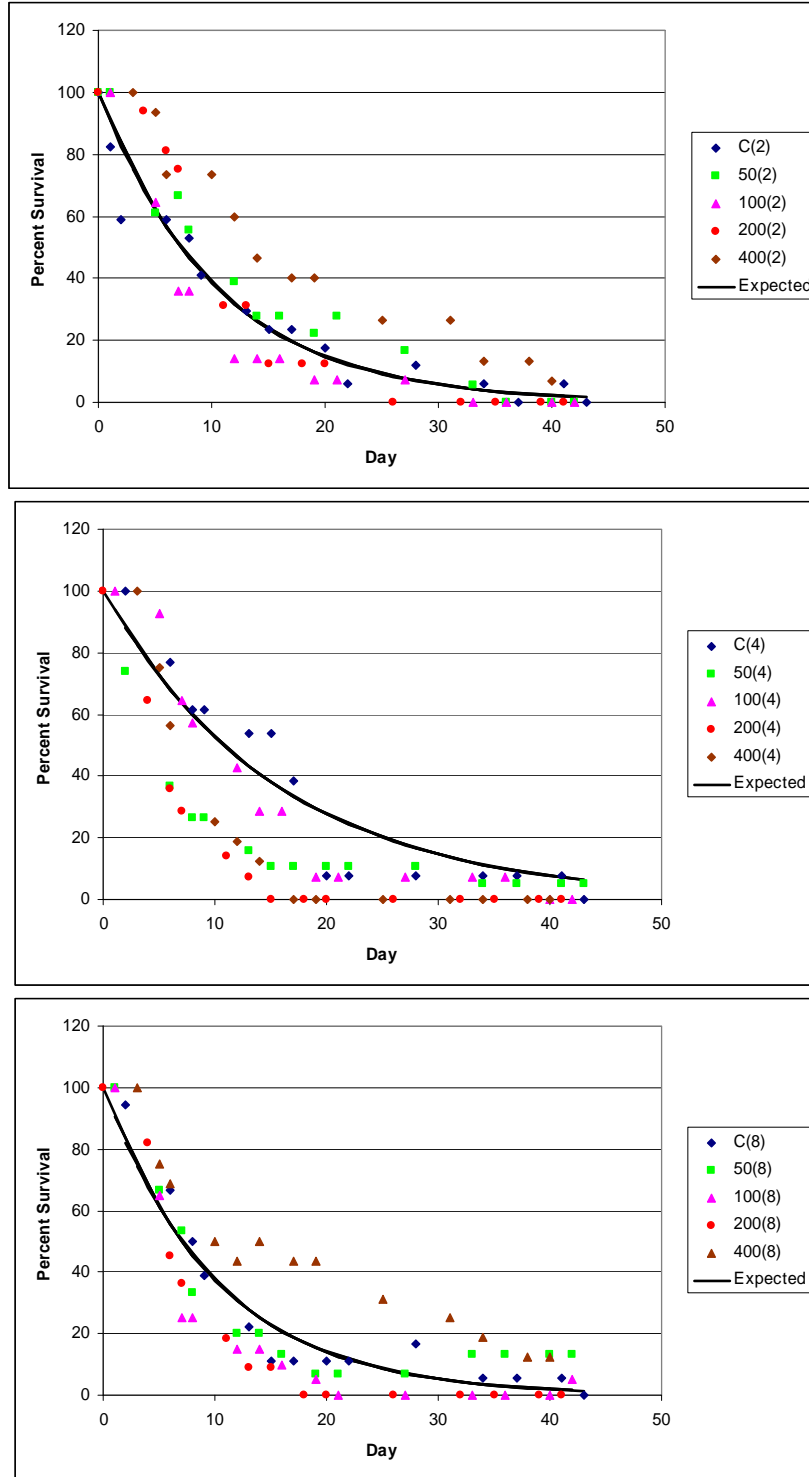 120
100
80
60
40
20
0
0 10 20 30 40 50
Day
Percent Survival
C(2)
50(2)
100(2)
200(2)
400(2)
Expected
120
100
80
60
40
20
0
0 10 20 30 40 50
Day
Percent Survival
C(4)
50(4)
100(4)
200(4)
400(4)
Expected
120
100
80
60
40
20
0
0 10 20 30 40 50
Day
Percent Survival
C(8)
50(8)
100(8)
200(8)
400(8)
Expected